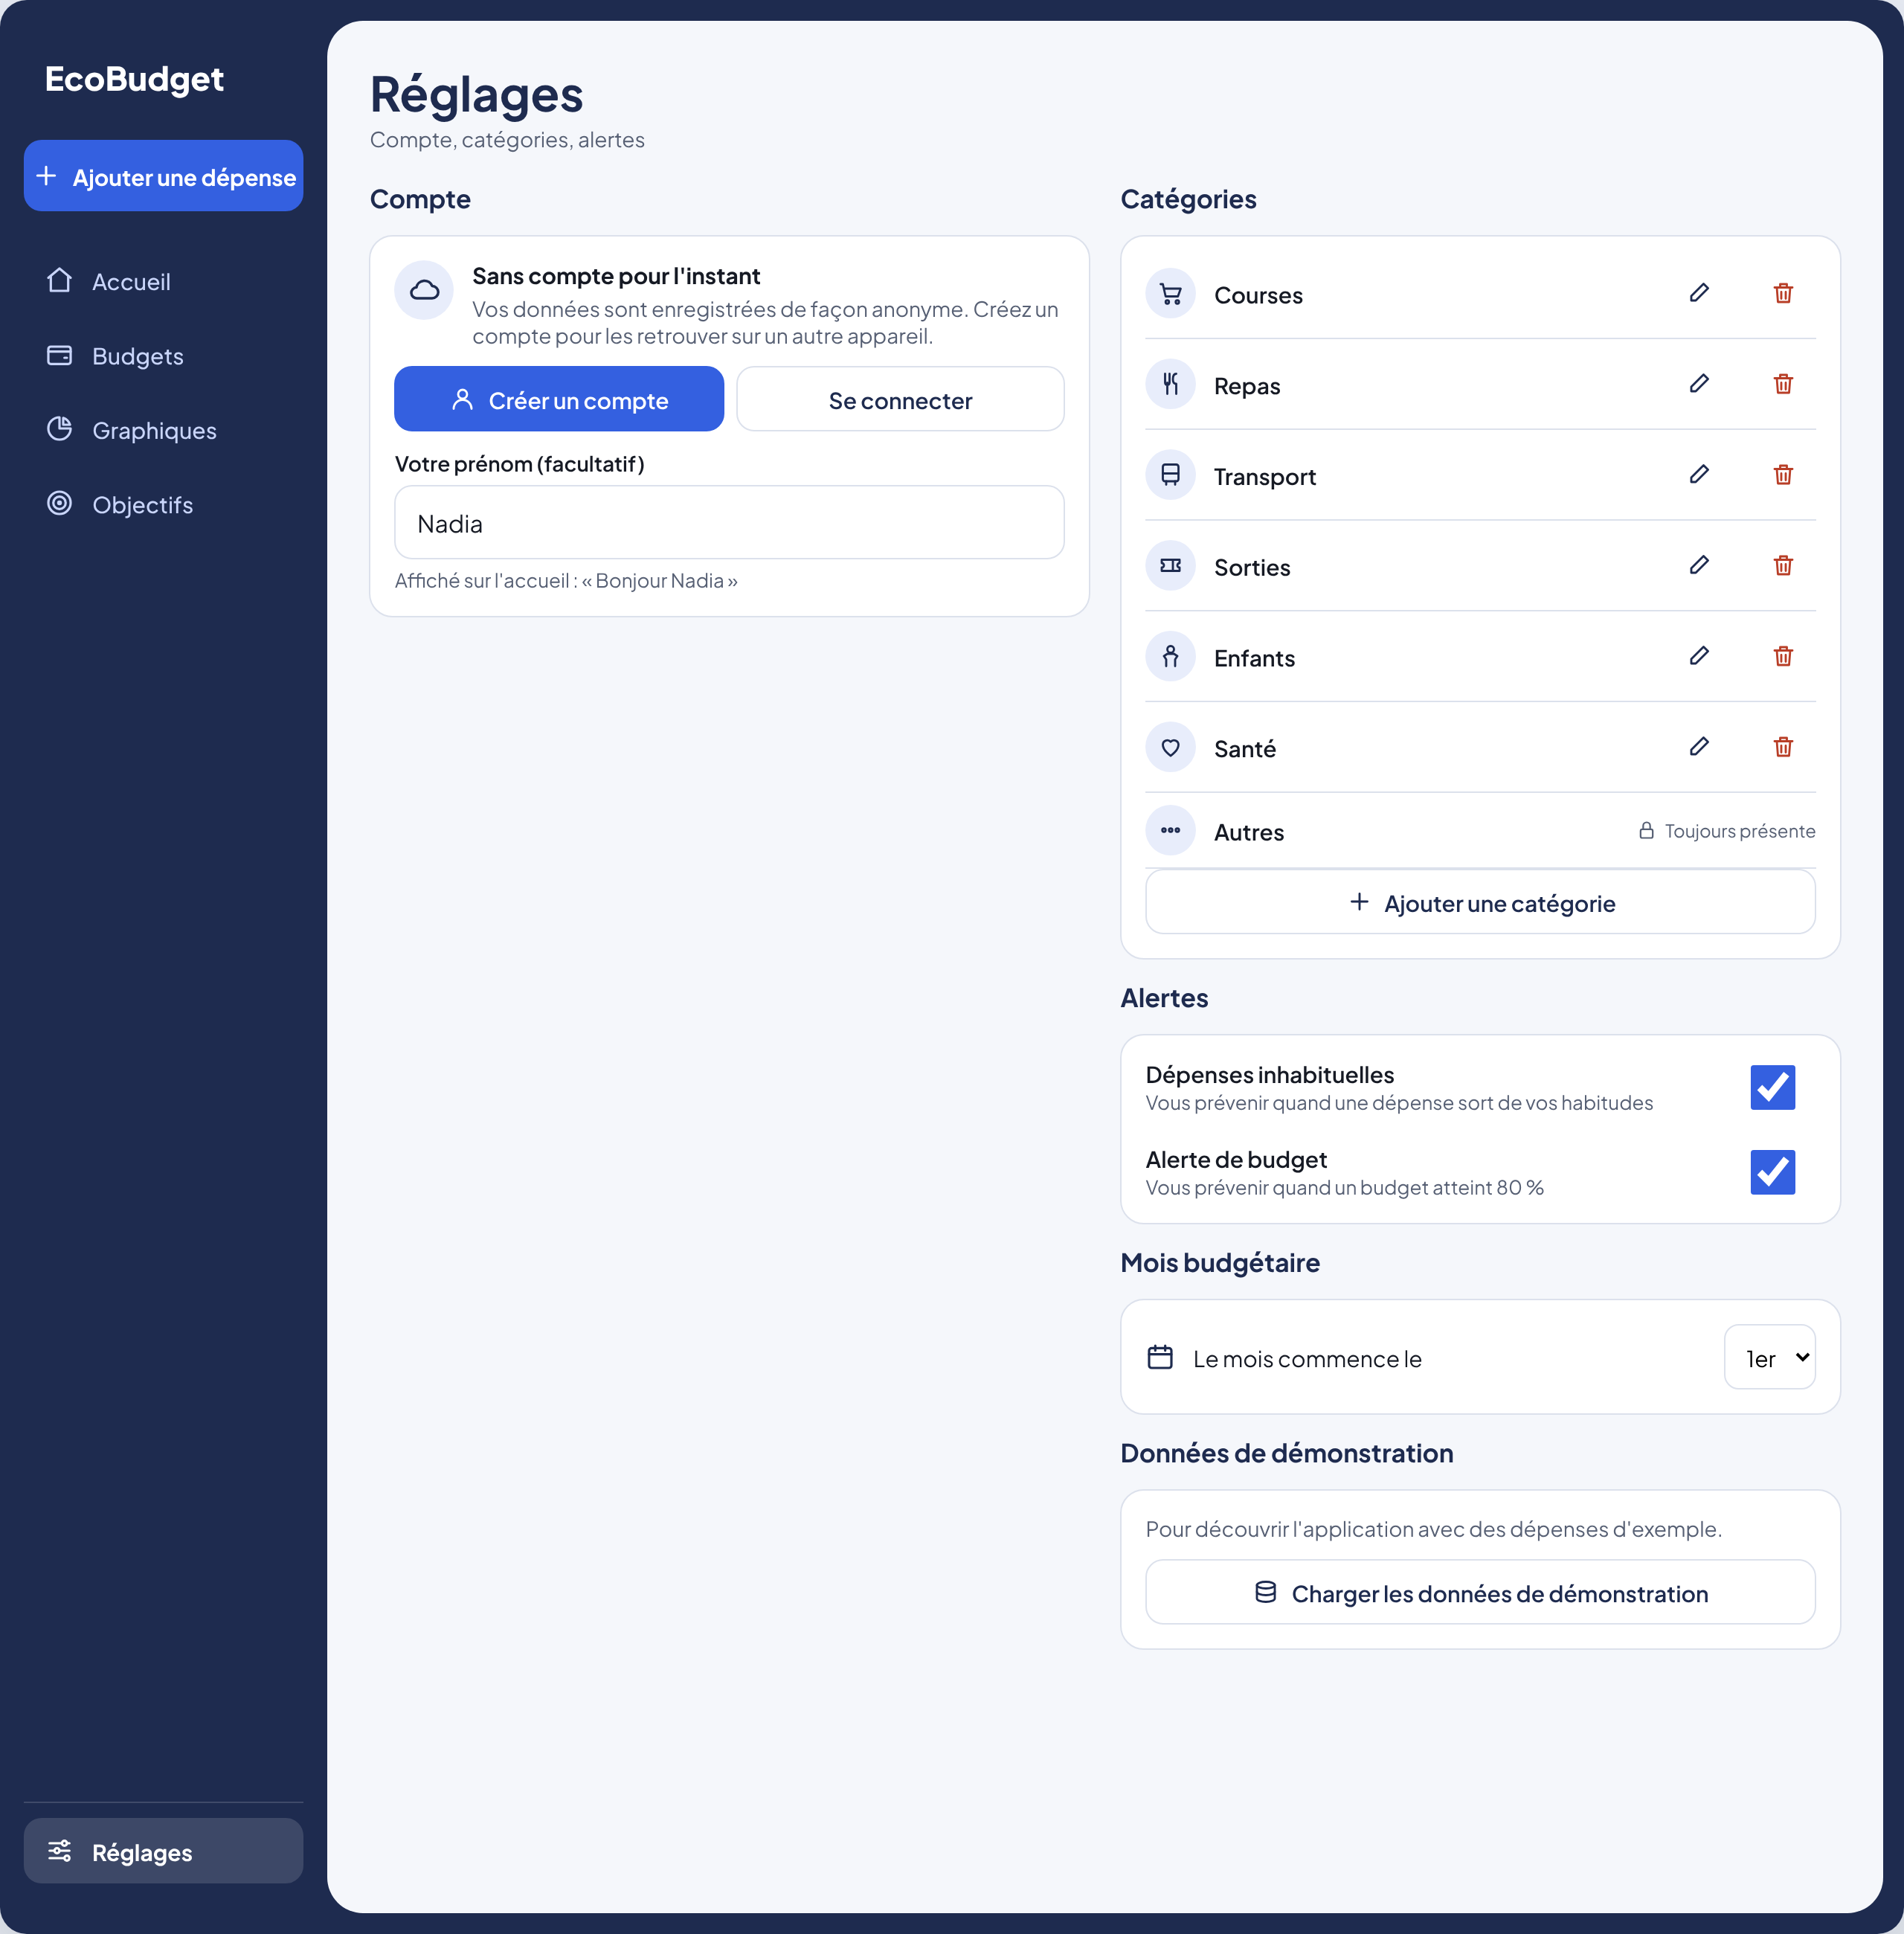 EcoBudget
Ajouter une dépense
Accueil
Budgets
Graphiques
Objectifs
Réglages
Réglages
Compte, catégories, alertes
Compte
Sans compte pour l'instant
Vos données sont enregistrées de façon anonyme. Créez un
compte pour les retrouver sur un autre appareil.
Créer un compte
Se connecter
Votre prénom (facultatif)
Nadia
Affiché sur l'accueil : « Bonjour Nadia »
Catégories
Courses
Repas
Transport
Sorties
Enfants
Santé
Autres
Toujours présente
Ajouter une catégorie
Alertes
Dépenses inhabituelles
Vous prévenir quand une dépense sort de vos habitudes
Alerte de budget
Vous prévenir quand un budget atteint 80 %
Mois budgétaire
Le mois commence le
1er
Données de démonstration
Pour découvrir l'application avec des dépenses d'exemple.
Charger les données de démonstration